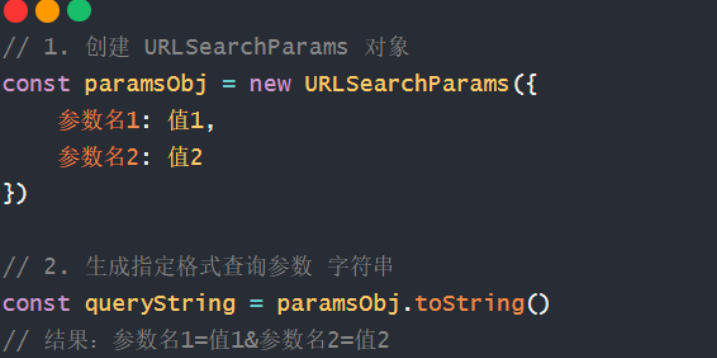 // 1. 创建 URLSearchParams 对象
const paramsObj = new URLSearchParams({
    参数名1: 值1,
    参数名2: 值2
})
// 2. 生成指定格式查询参数 字符串
const queryString = paramsObj.toString()
// 结果：参数名1=值1&参数名2=值2